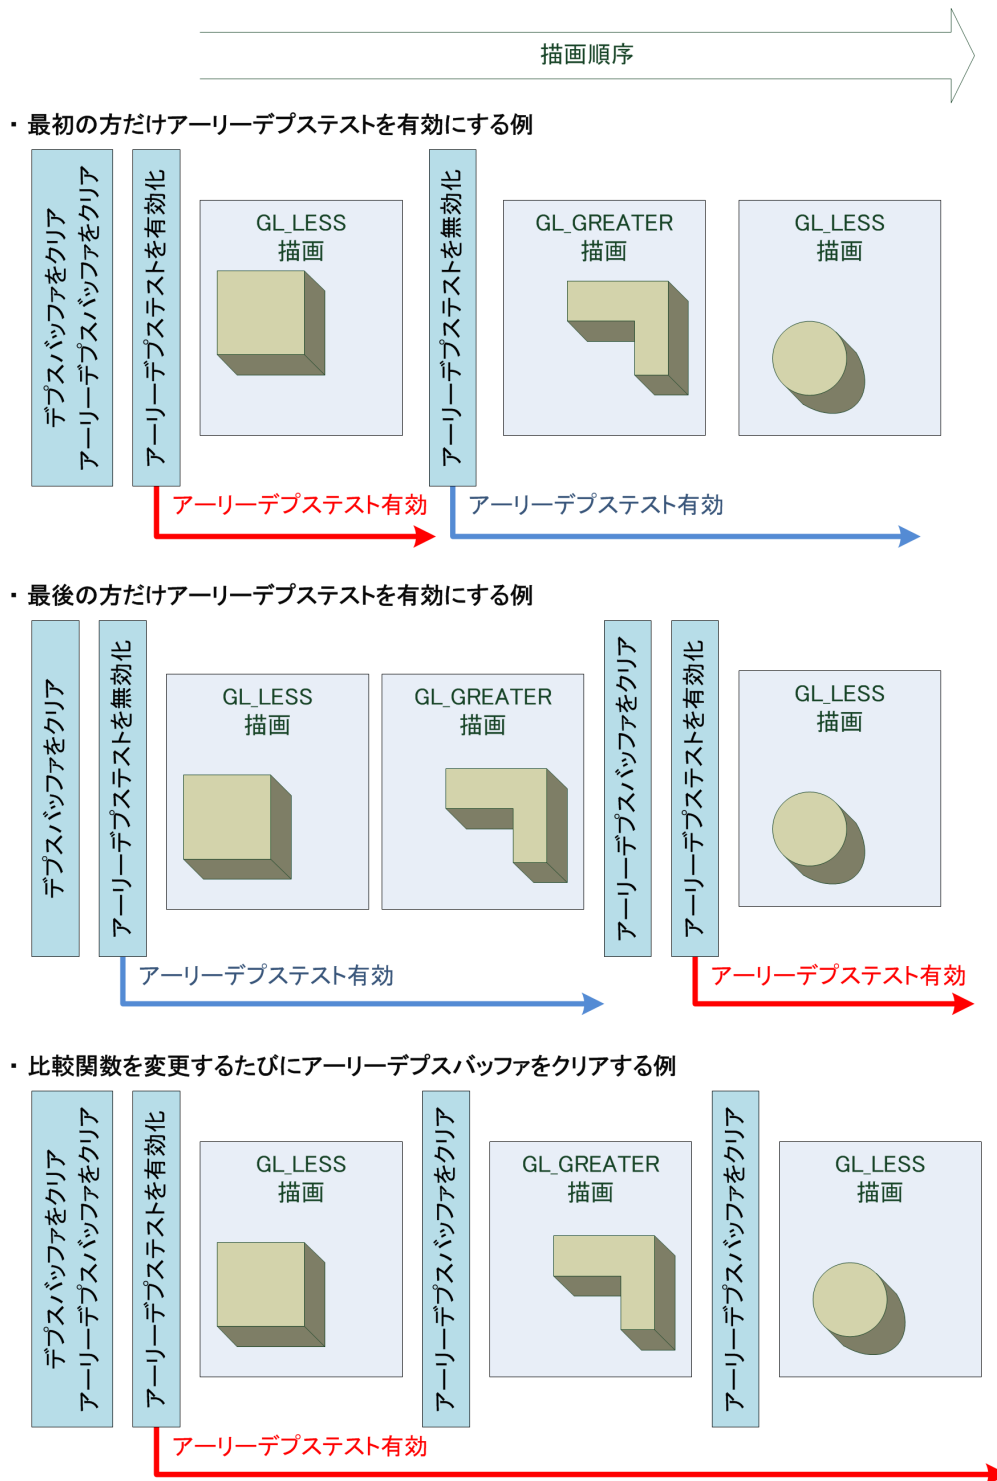 描画順序
・ 最初の方だけアーリーデプステストを有効にする例
デプスバッファをクリア
アーリーデプスバッファをクリア
アーリーデプステストを有効化
GL_LESS
描画
アーリーデプステストを無効化
GL_GREATER
描画
GL_LESS
描画
アーリーデプステスト有効
アーリーデプステスト有効
・ 最後の方だけアーリーデプステストを有効にする例
デプスバッファをクリア
アーリーデプステストを無効化
GL_LESS
描画
GL_GREATER
描画
アーリーデプスバッファをクリア
アーリーデプステストを有効化
GL_LESS
描画
アーリーデプステスト有効
アーリーデプステスト有効
・ 比較関数を変更するたびにアーリーデプスバッファをクリアする例
デプスバッファをクリア
アーリーデプスバッファをクリア
アーリーデプステストを有効化
GL_LESS
描画
アーリーデプスバッファをクリア
GL_GREATER
描画
アーリーデプスバッファをクリア
GL_LESS
描画
アーリーデプステスト有効